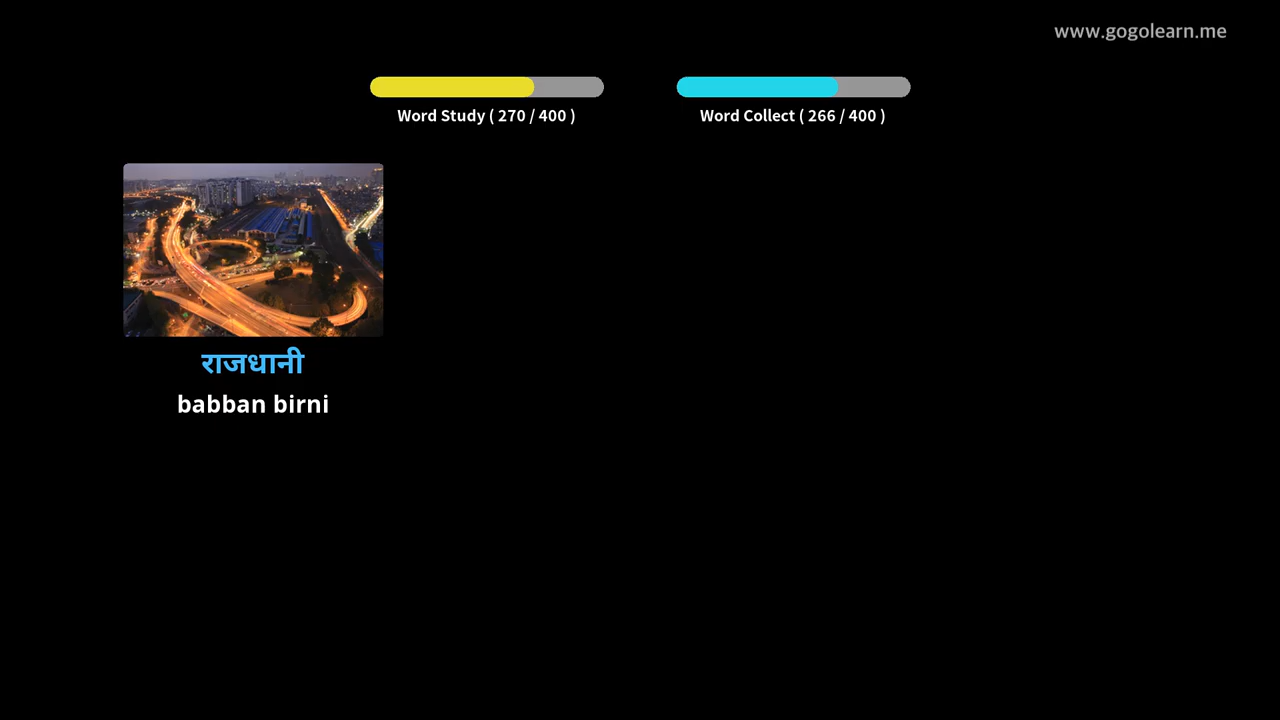 www.gogolearn.me
Word Study ( 270 / 400 )
Word Collect ( 266 / 400 )
राजधानी
babban birni